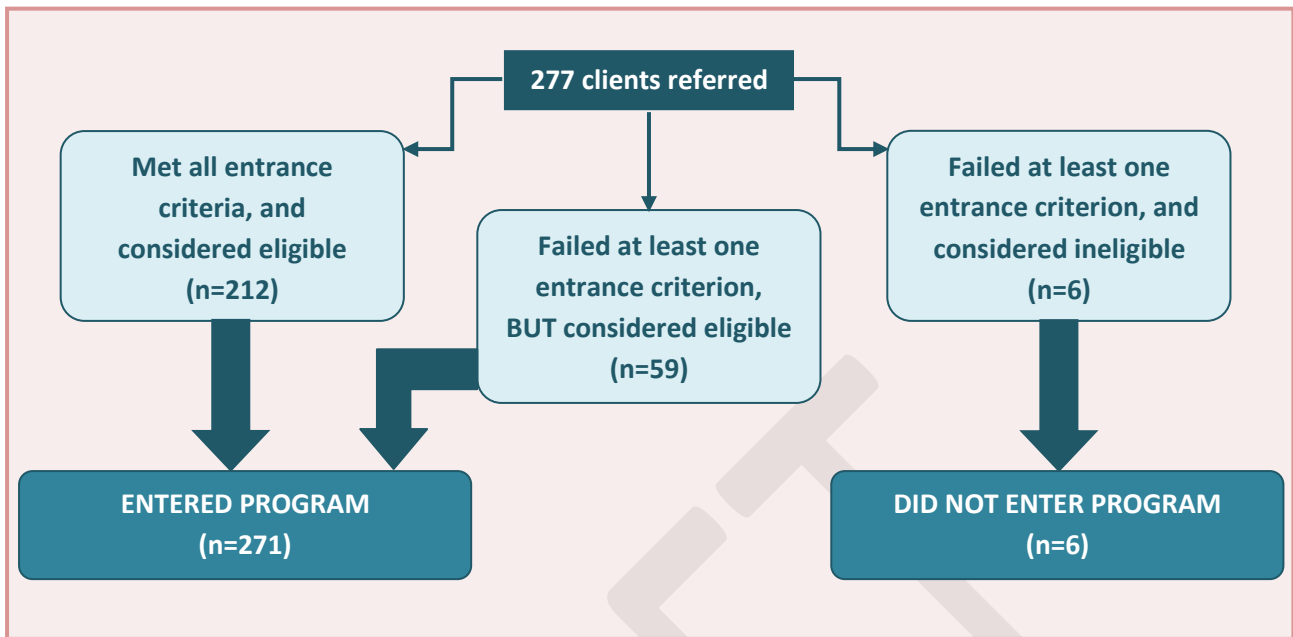 277 clients referred
Met all entrance
criteria, and
considered eligible
(n=212)
Failed at least one
entrance criterion,
BUT considered eligible
(n=59)
Failed at least one
entrance criterion, and
considered ineligible
(n=6)
ENTERED PROGRAM
(n=271)
DID NOT ENTER PROGRAM
(n=6)